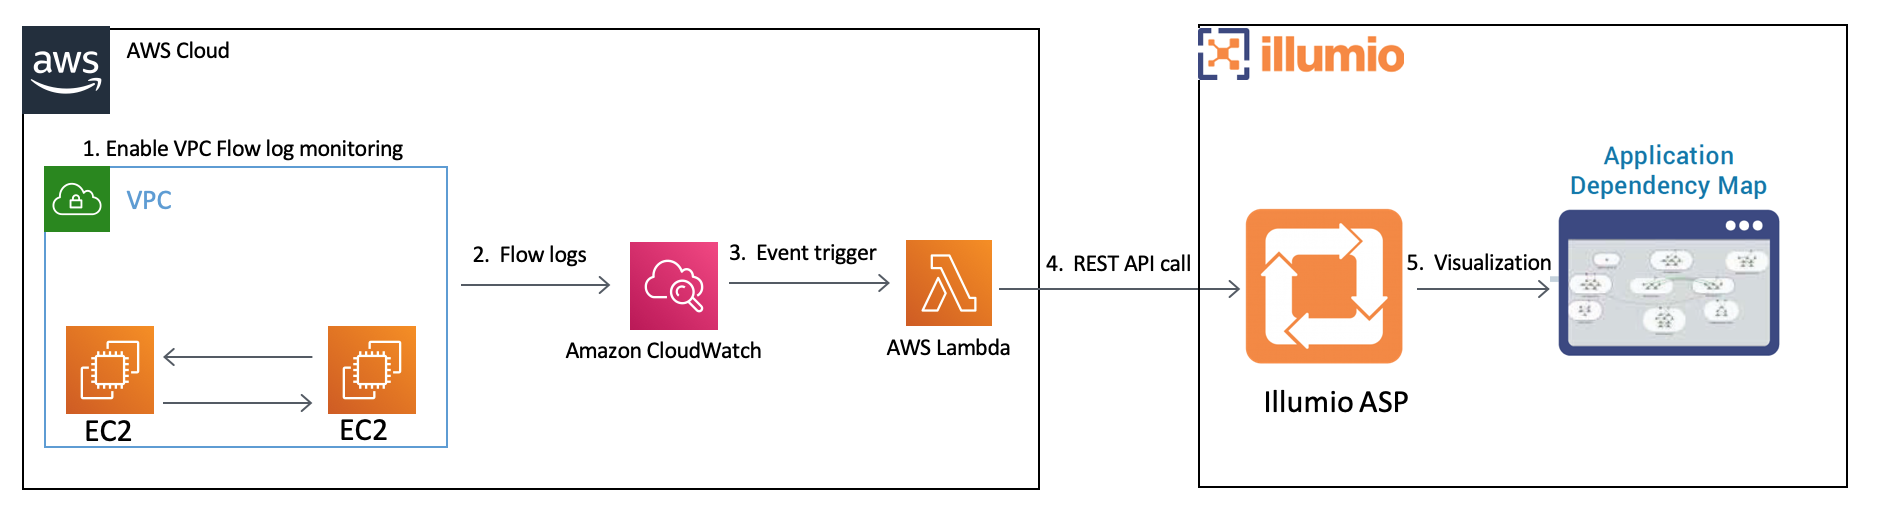 aws
AWS Cloud
illumio
1. Enable VPC Flow log monitoring
VPC
2. Flow logs
3. Event trigger
4. REST API call
5. Visualization
Application
Dependency Map
Amazon CloudWatch
AWS Lambda
Illumio ASP
EC2
EC2